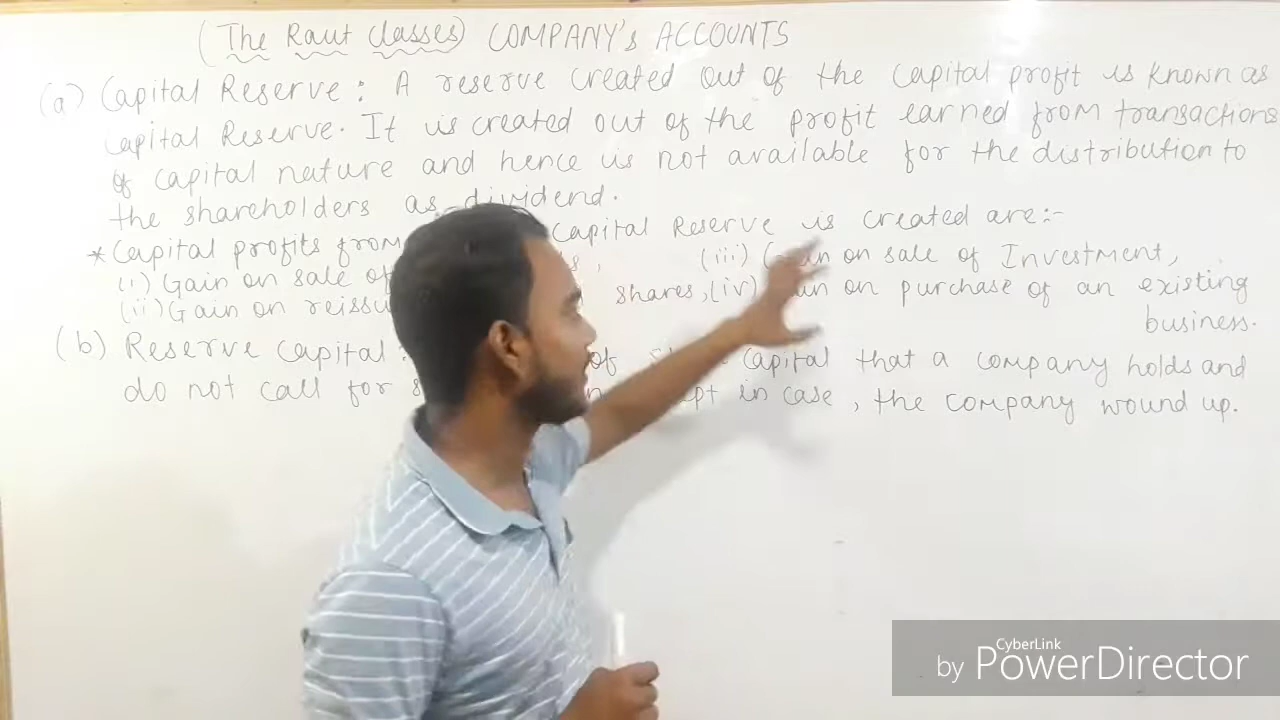 (The Raut Classes) COMPANY's ACCOUNTS
(a) Capital Reserve: A reserve created out of the capital profit is known as
Capital Reserve. It is created out of the profit earned from transactions
of capital nature and hence is not available for the distribution to
the shareholders as dividend.
* Capital profits from Capital Reserve is created are:-
(i) Gain on sale of (iii) Gain on sale of Investment,
(ii) Gain on reissu shares, (iv) Gain on purchase of an existing
business.
(b) Reserve Capital: of Capital that a company holds and
do not call for in case, the company wound up.
CyberLink
by PowerDirector